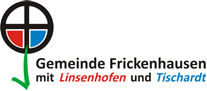 Gemeinde Frickenhausen
mit Linsenhofen und Tischardt